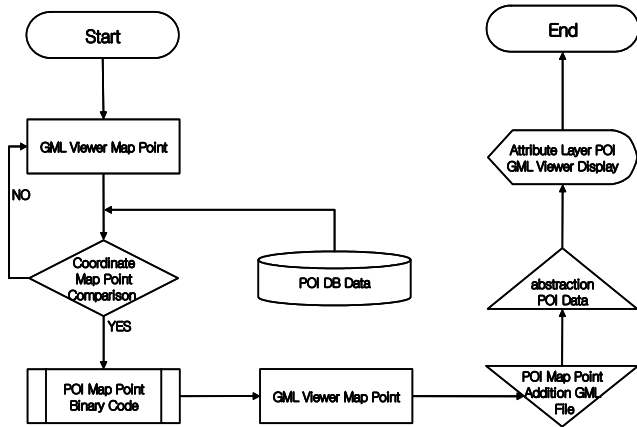 Start
GML Viewer Map Point
NO
Coordinate
Map Point
Comparison
YES
POI DB Data
POI Map Point
Binary Code
GML Viewer Map Point
POI Map Point
Addition GML
File
abstraction
POI Data
Attribute Layer POI
GML Viewer Display
End